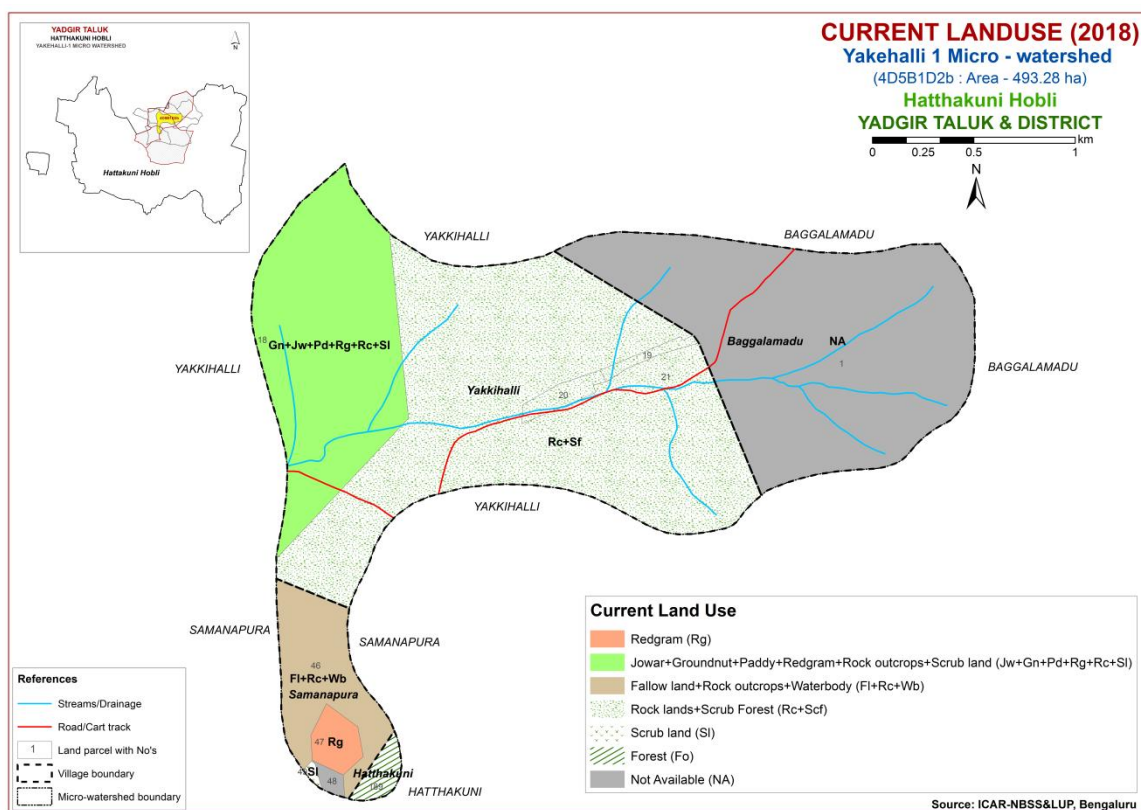 YADGIR TALUK
HATTHAKUNI HOBLI
YAKEHALLI-1 MICRO WATERSHED
N
Hattakuni Hobli
CURRENT LANDUSE (2018)
Yakehalli 1 Micro - watershed
(4D5B1D2b : Area - 493.28 ha)
Hatthakuni Hobli
YADGIR TALUK & DISTRICT
km
0 0.25 0.5 1
N
YAKKIHALLI
BAGGALAMADU
18
Gn+Jw+Pd+Rg+Rc+Sl
YAKKIHALLI
19
Baggalamadu
NA
1
BAGGALAMADU
Yakkihalli
20
21
Rc+Sf
YAKKIHALLI
SAMANAPURA
SAMANAPURA
46
Fl+Rc+Wb
Samanapura
47
Rg
Sl
48
Hatthakuni
HATTHAKUNI
References
Streams/Drainage
Road/Cart track
1
Land parcel with No's
Village boundary
Micro-watershed boundary
Current Land Use
Redgram (Rg)
Jowar+Groundnut+Paddy+Redgram+Rock outcrops+Scrub land (Jw+Gn+Pd+Rg+Rc+Sl)
Fallow land+Rock outcrops+Waterbody (Fl+Rc+Wb)
Rock lands+Scrub Forest (Rc+Scf)
Scrub land (Sl)
Forest (Fo)
Not Available (NA)
Source: ICAR-NBSS&LUP, Bengaluru